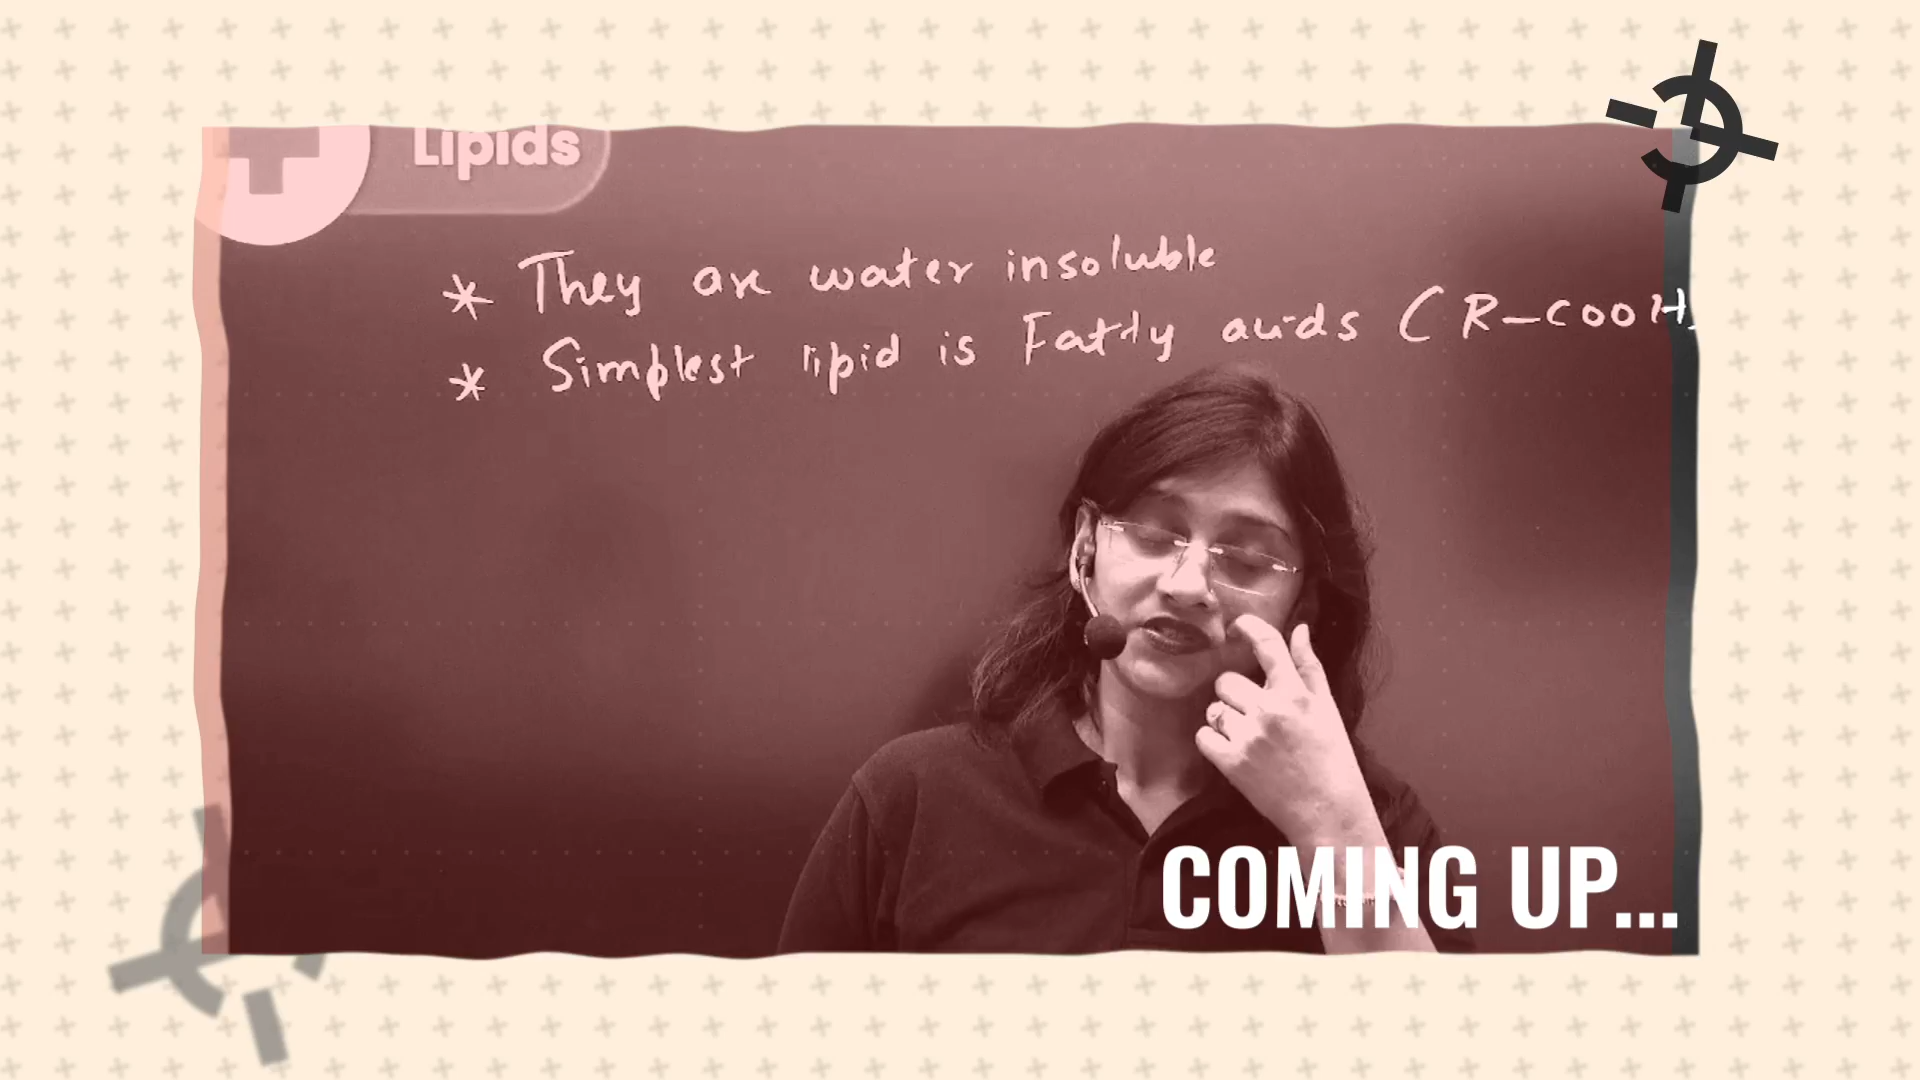 Lipids
* They are water insoluble
* Simplest lipid is Fatty acids (R-COOH
COMING UP...